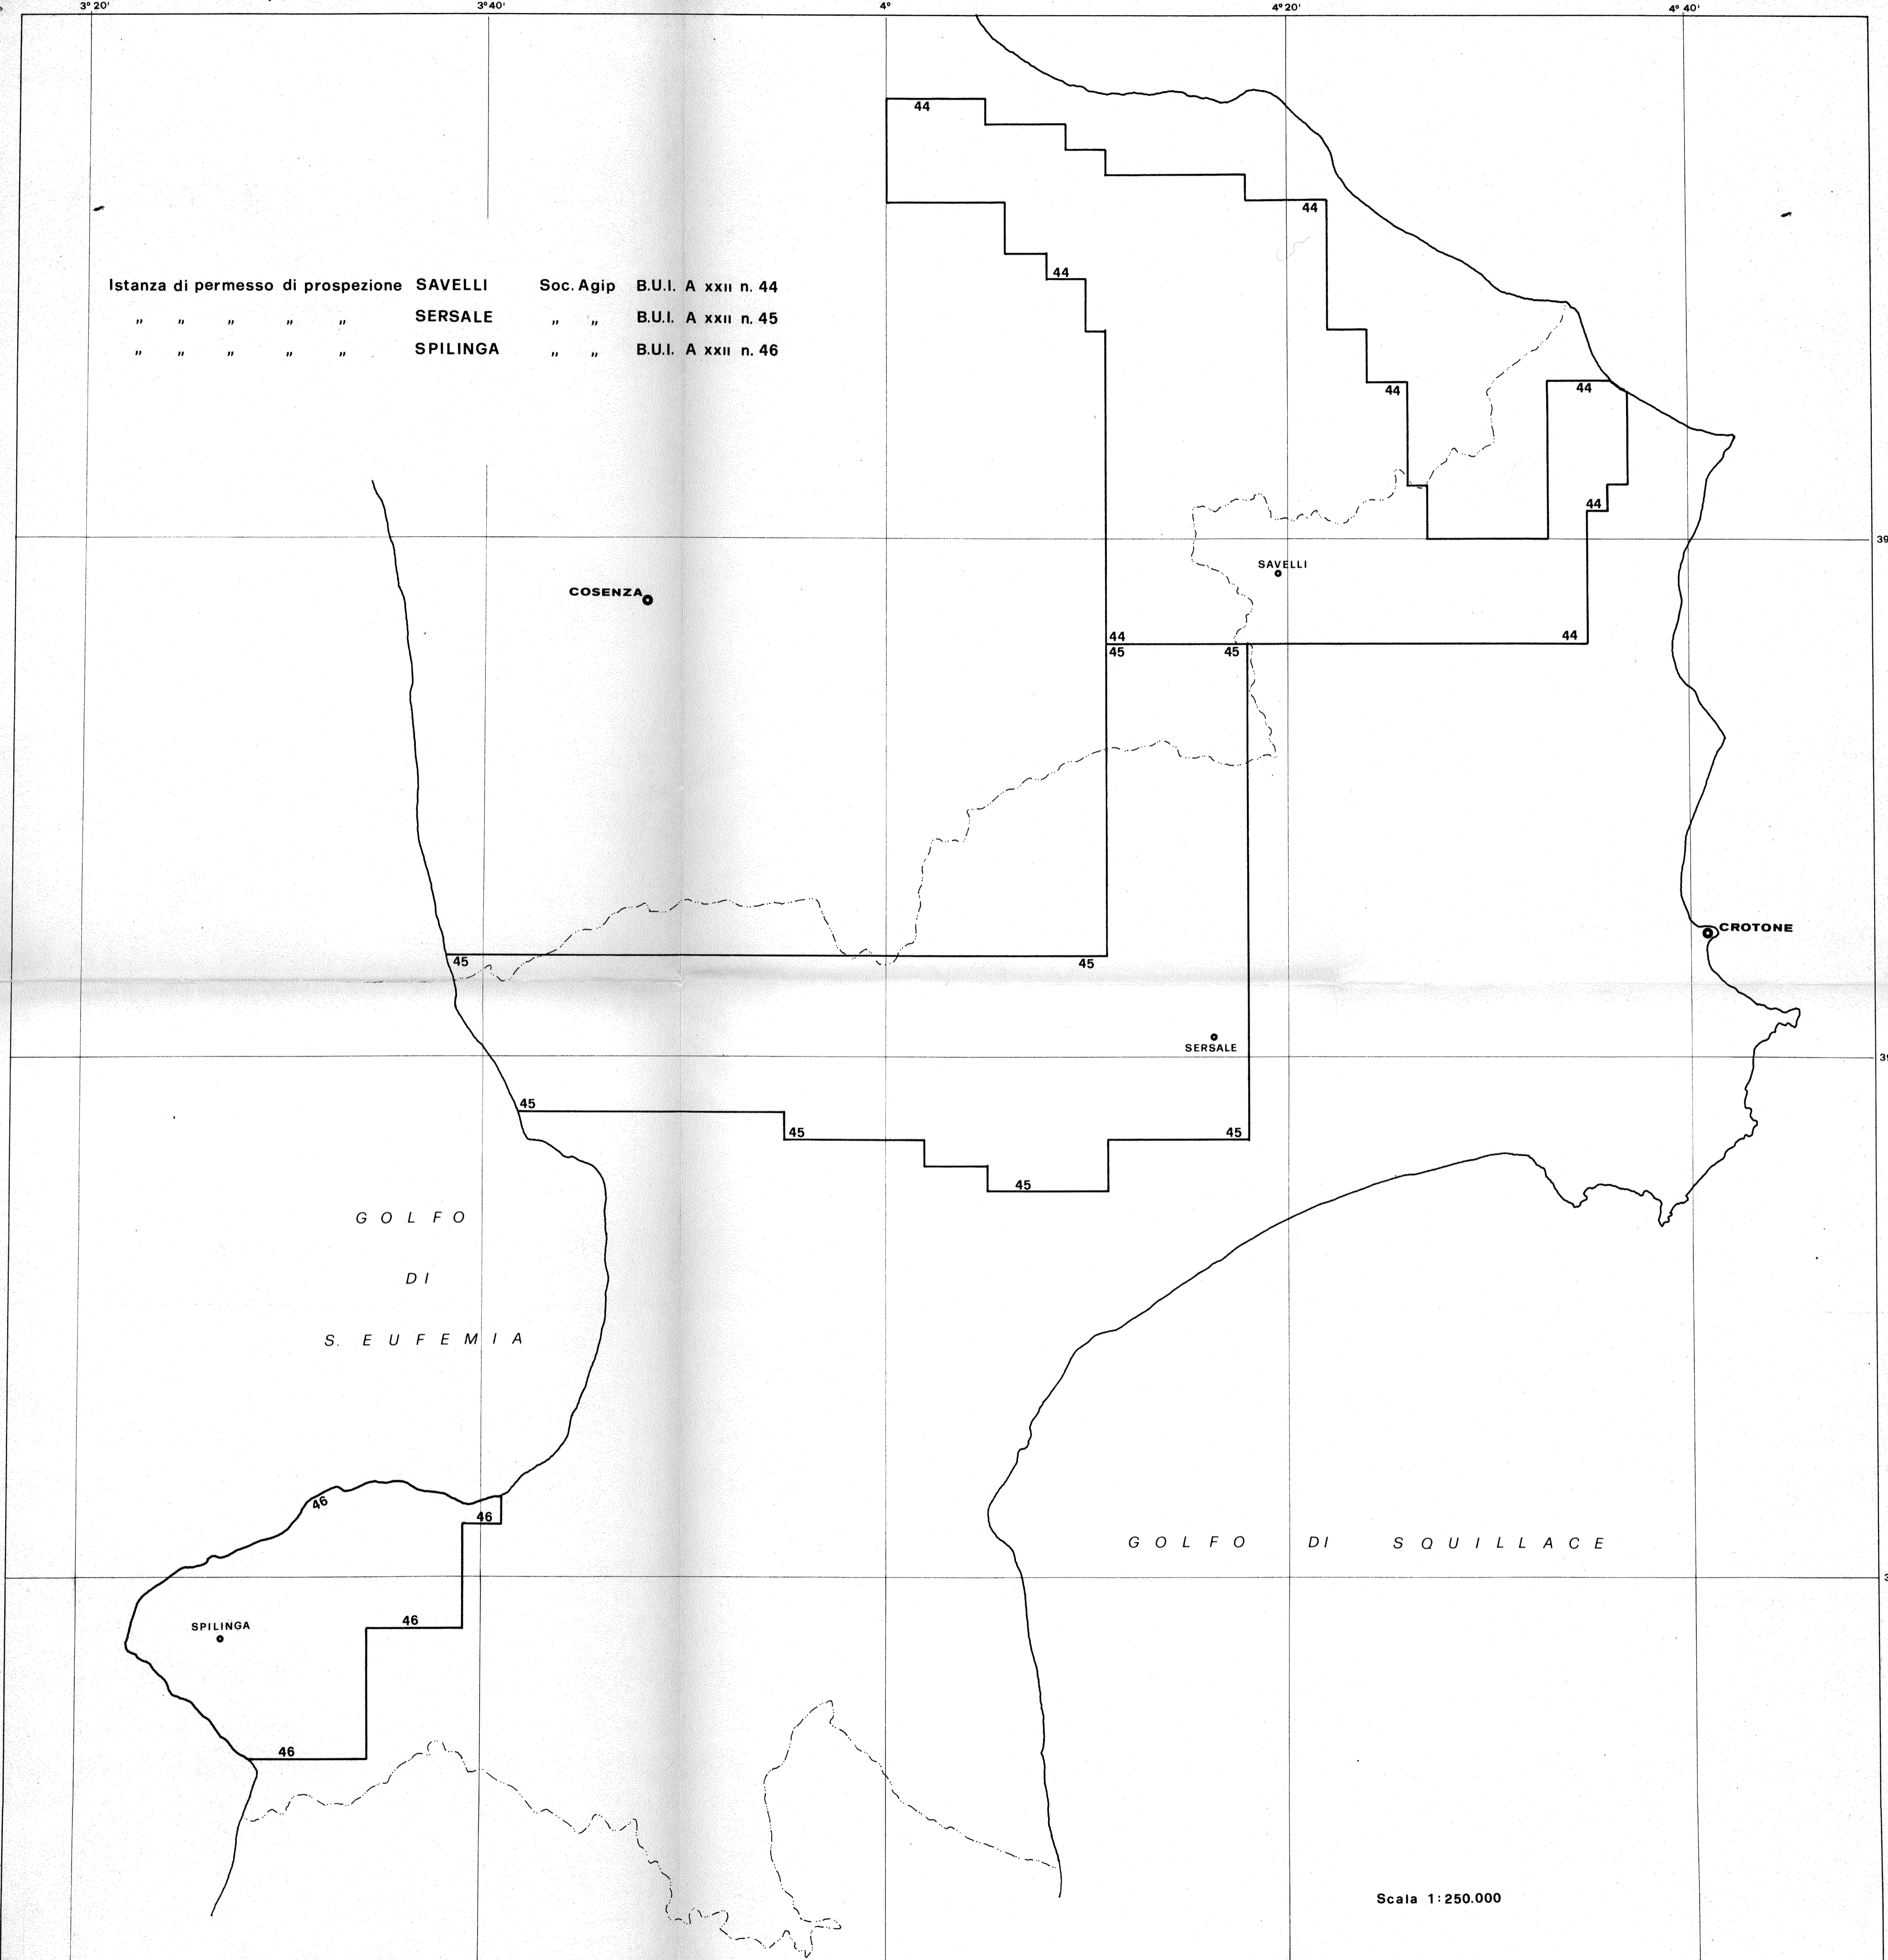 3° 20' 3° 40' 4° 4° 20' 4° 40'
44
44
Istanza di permesso di prospezione SAVELLI Soc. Agip B.U.I. A XXII n. 44
„ „ „ „ „ SERSALE „ „ B.U.I. A XXII n. 45
„ „ „ „ „ SPILINGA „ „ B.U.I. A XXII n. 46
44
44
44
44
39
SAVELLI
COSENZA
44 44
45 45
CROTONE
45 45
SERSALE
39
45
45 45
45
GOLFO
DI
S. EUFEMIA
46
46
GOLFO DI SQUILLACE
SPILINGA
46
46
Scala 1:250.000